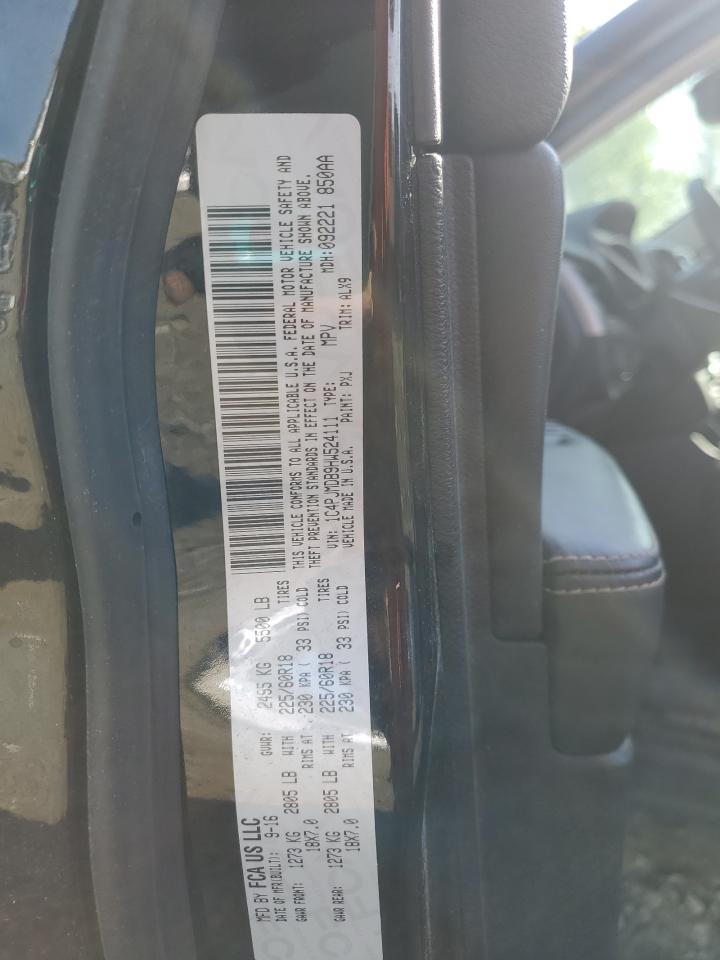 MFD BY FCA US LLC
DATE OF MFR(BUILT): 9-16 GVWR: 2495 KG 5500 LB
GAWR FRONT: 1273 KG 2805 LB WITH 225/60R18 TIRES
18X7.0 RIMS AT 230 KPA ( 33 PSI) COLD
GAWR REAR: 1273 KG 2805 LB WITH 225/60R18 TIRES
18X7.0 RIMS AT 230 KPA ( 33 PSI) COLD
THIS VEHICLE CONFORMS TO ALL APPLICABLE U.S.A. FEDERAL MOTOR VEHICLE SAFETY AND
THEFT PREVENTION STANDARDS IN EFFECT ON THE DATE OF MANUFACTURE SHOWN ABOVE.
VIN: 1C4PJMDB9HW524111 TYPE: MPV MDH:092221 850AA
VEHICLE MADE IN U.S.A. PAINT: PXJ TRIM:ALX9